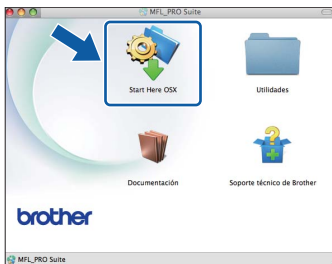 MFL_PRO Suite
Start Here OSX
Utilidades
Documentación
Soporte técnico de Brother
brother
MFL_PRO Suite